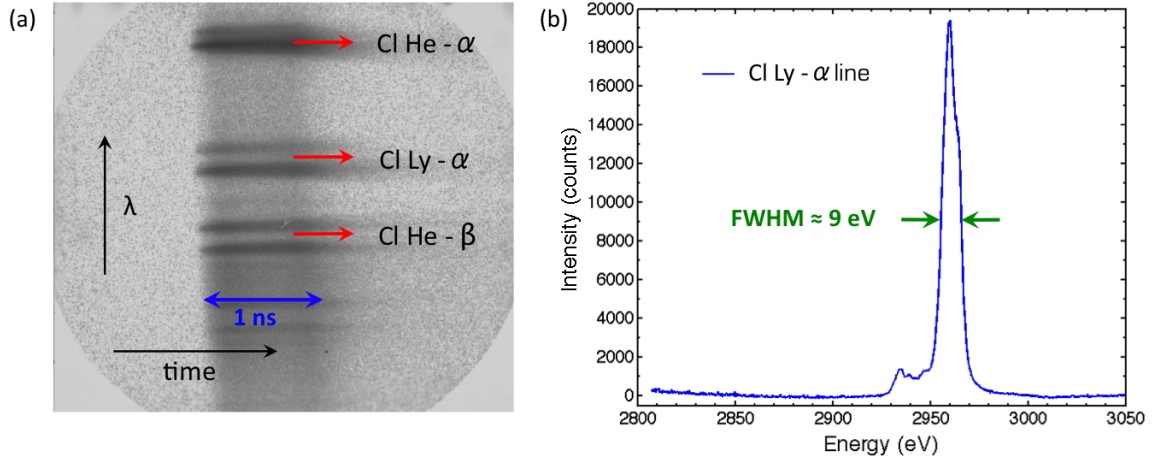 (a)
Cl He - α
Cl Ly - α
Cl He - β
λ
1 ns
time
(b)
20000
18000
16000
14000
12000
10000
8000
6000
4000
2000
0
Intensity (counts)
Cl Ly - α line
FWHM ≈ 9 eV
2800 2850 2900 2950 3000 3050
Energy (eV)